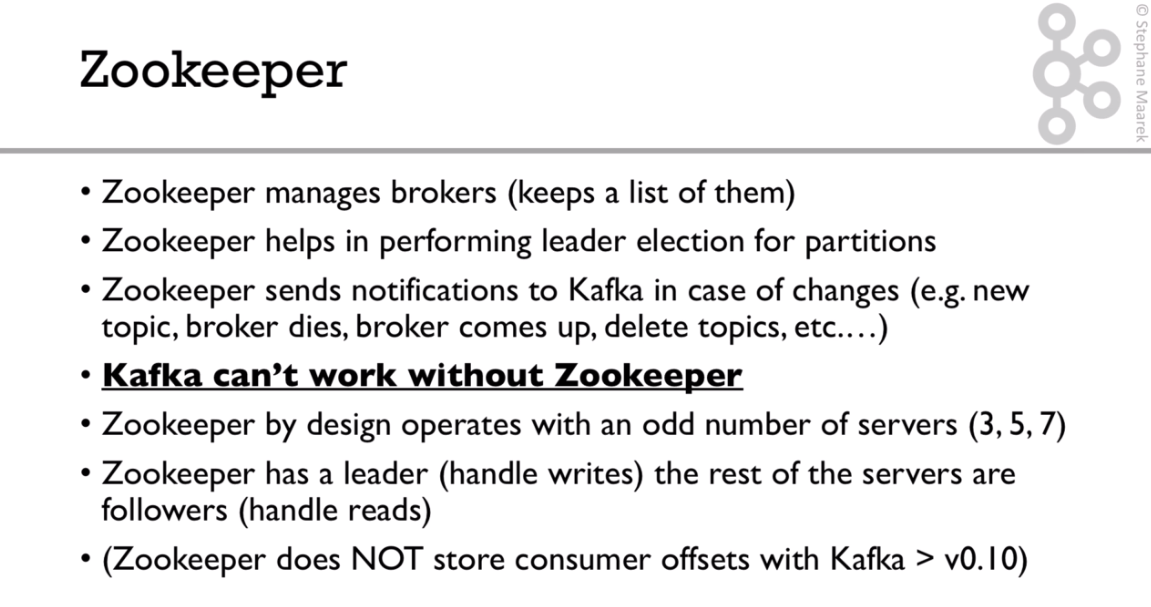 Zookeeper
© Stephane Maarek
• Zookeeper manages brokers (keeps a list of them)
• Zookeeper helps in performing leader election for partitions
• Zookeeper sends notifications to Kafka in case of changes (e.g. new
topic, broker dies, broker comes up, delete topics, etc.…)
• Kafka can’t work without Zookeeper
• Zookeeper by design operates with an odd number of servers (3, 5, 7)
• Zookeeper has a leader (handle writes) the rest of the servers are
followers (handle reads)
• (Zookeeper does NOT store consumer offsets with Kafka > v0.10)